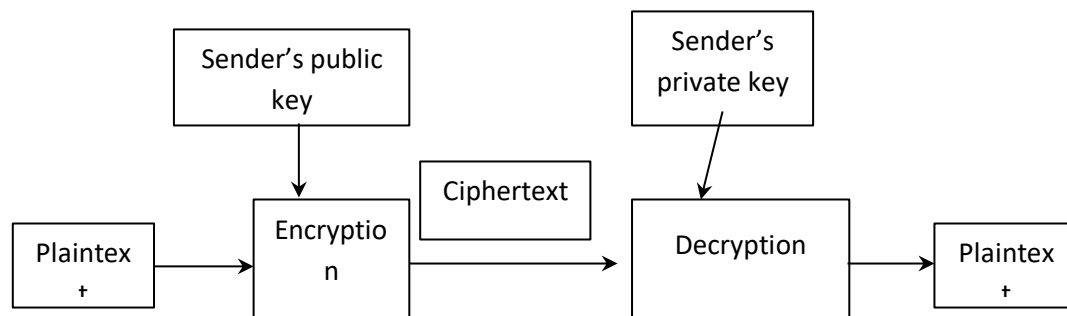 Sender’s public
key
Sender’s
private key
Ciphertext
Plaintex
t
Encryptio
n
Decryption
Plaintex
t